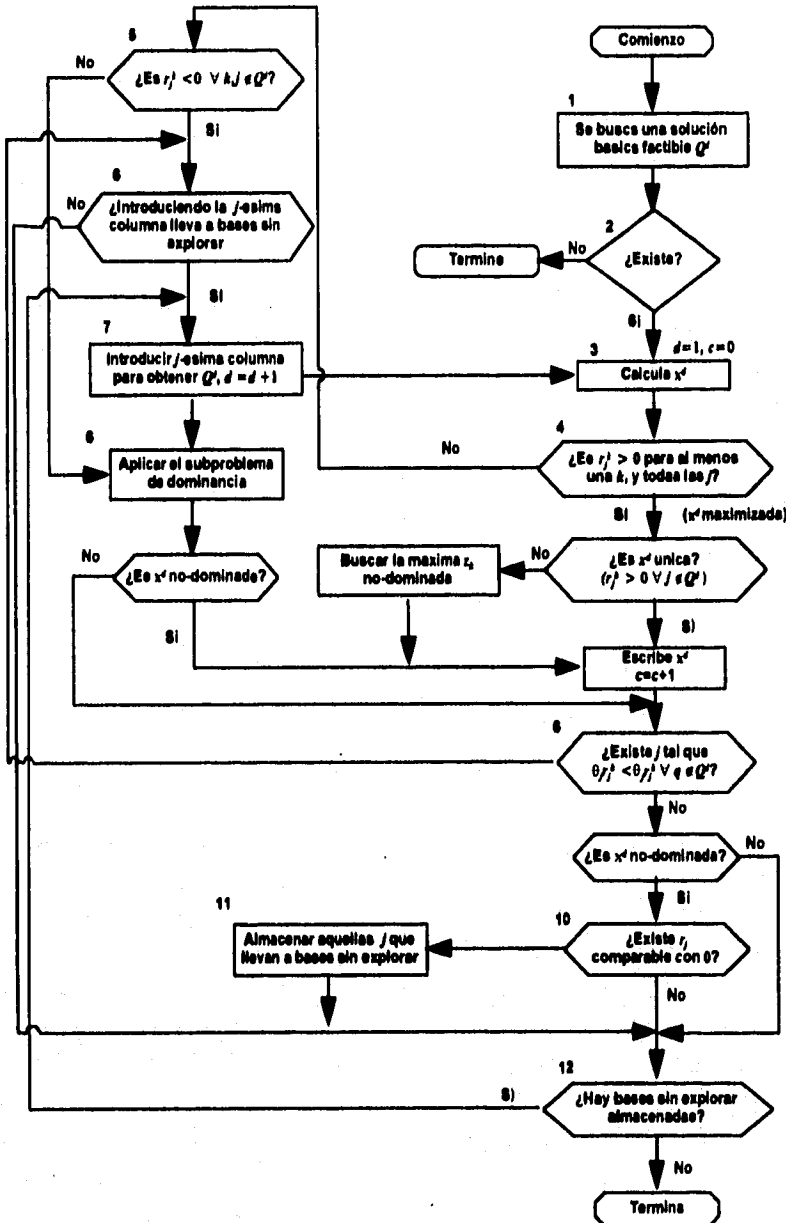 Comienzo
1
Se busca una solución
basica factible Q^d
2
¿Existe?
No
Termine
Si
d=1, c=0
3
Calcula x^d
4
¿Es r_j^k > 0 para al menos
una k, y todas las j?
No
Si
(x^d maximizada)
¿Es x^d unica?
(r_j^k > 0 ∀ j ∉ Q^d)
No
Buscar la maxima z_k
no-dominada
Si
Escribe x^d
c=c+1
5
¿Es r_j^k < 0 ∀ k,j ∉ Q^d?
No
Si
6
¿Introduciendo la j-esima
columna lleva a bases sin
explorar
No
Si
7
Introducir j-esima columna
para obtener Q^d, d = d + 1
6
Aplicar el subproblema
de dominancia
¿Es x^d no-dominada?
No
Si
6
¿Existe j tal que
θ_j r_j^k < θ_j r_j^k ∀ q ∉ Q^d?
No
¿Es x^d no-dominada?
No
Si
10
¿Existe r_j
comparable con 0?
11
Almacenar aquellas j que
llevan a bases sin explorar
No
12
¿Hay bases sin explorar
almacenadas?
Si
No
Termina